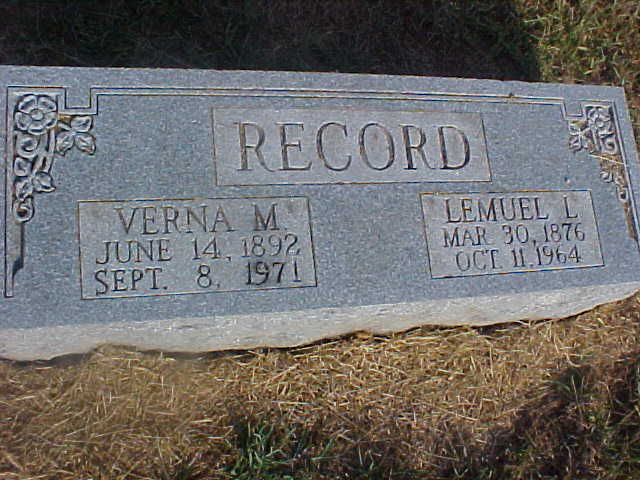 RECORD
VERNA M
JUNE 14, 1892
SEPT. 8, 1971
LEMUEL L
MAR 30, 1876
OCT. 11, 1964